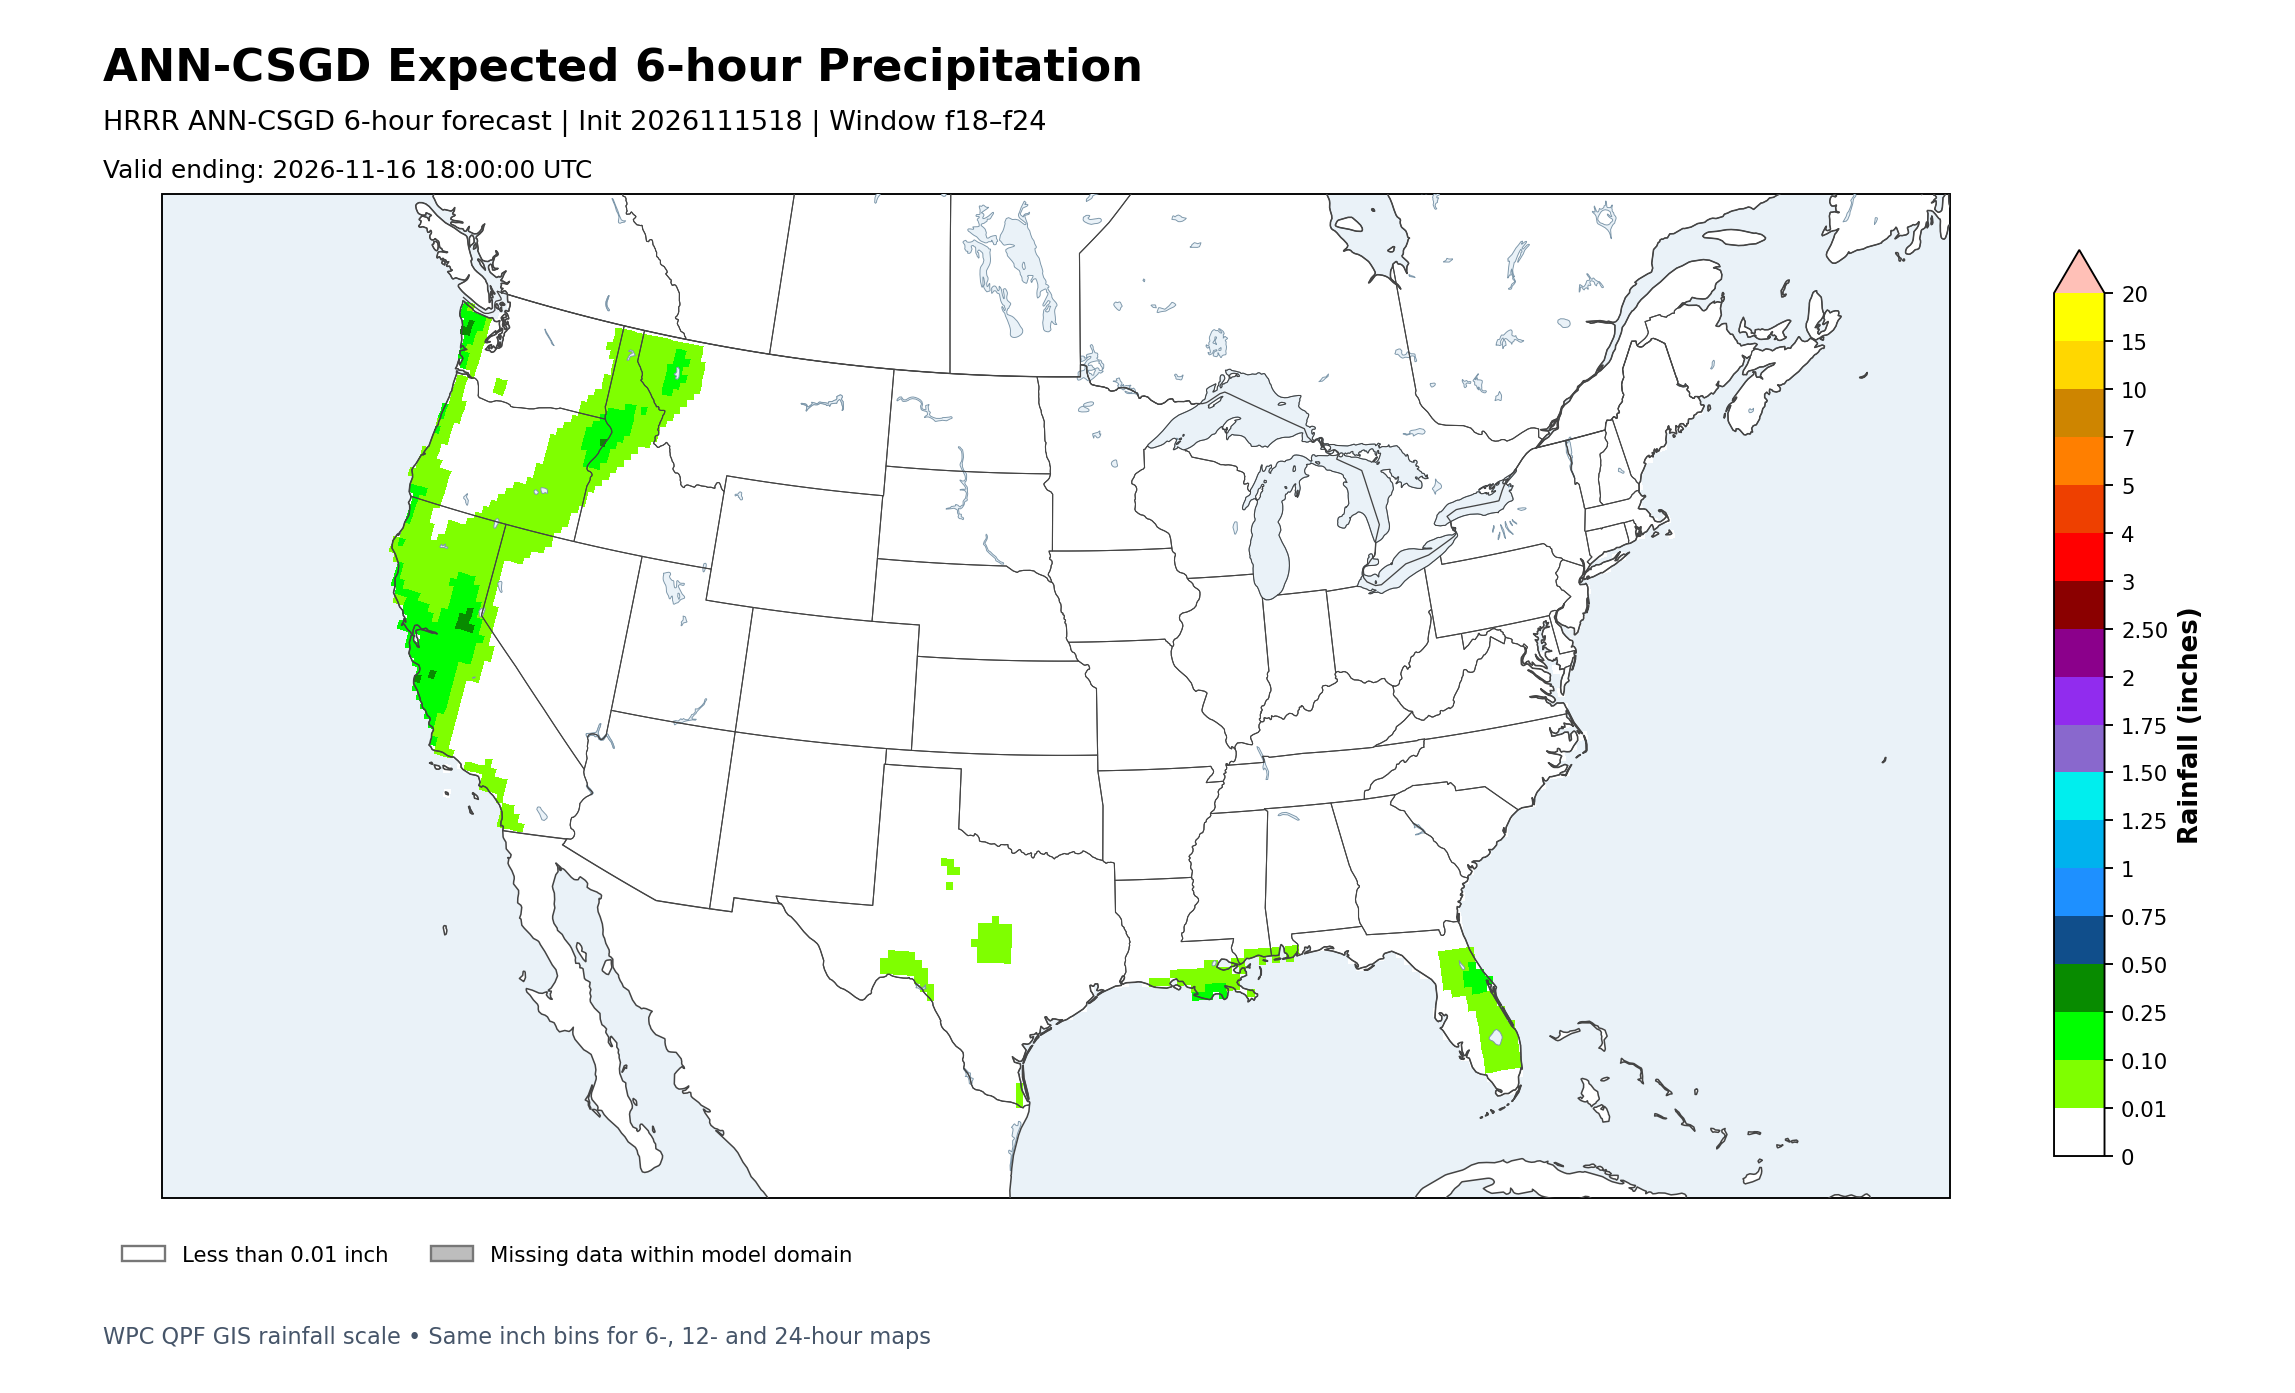 ANN-CSGD Expected 6-hour Precipitation
HRRR ANN-CSGD 6-hour forecast | Init 2026111518 | Window f18–f24
Valid ending: 2026-11-16 18:00:00 UTC
20
15
10
7
5
4
3
2.50
2
1.75
1.50
1.25
1
0.75
0.50
0.25
0.10
0.01
0
Rainfall (inches)
Less than 0.01 inch
Missing data within model domain
WPC QPF GIS rainfall scale • Same inch bins for 6-, 12- and 24-hour maps